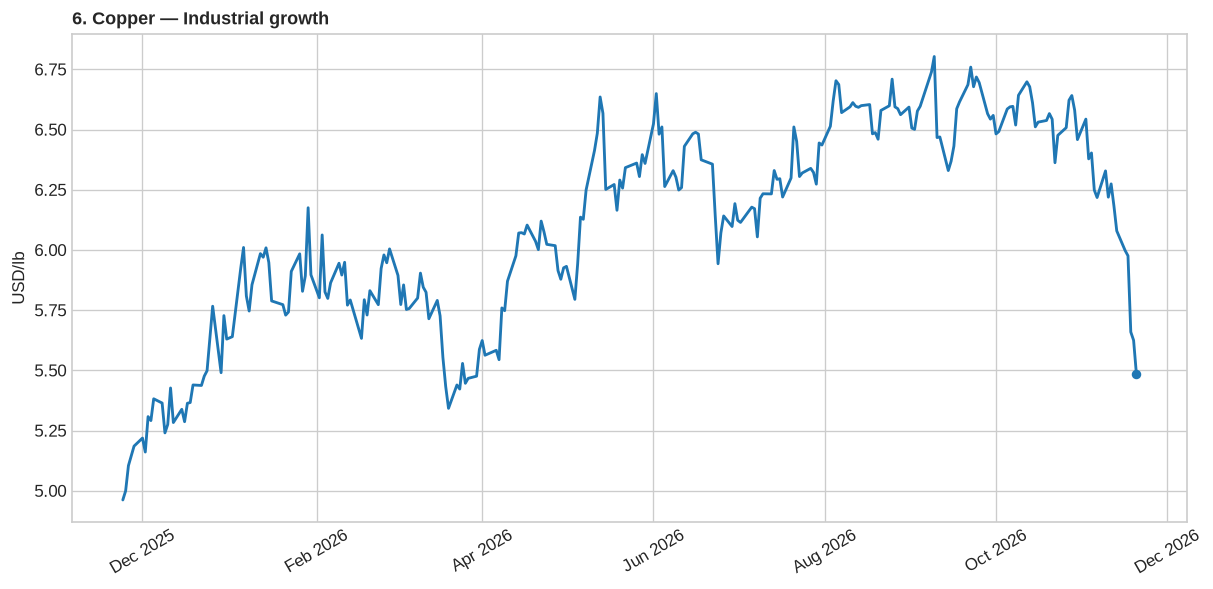 6. Copper — Industrial growth
USD/lb
6.75
6.50
6.25
6.00
5.75
5.50
5.25
5.00
Dec 2025
Feb 2026
Apr 2026
Jun 2026
Aug 2026
Oct 2026
Dec 2026